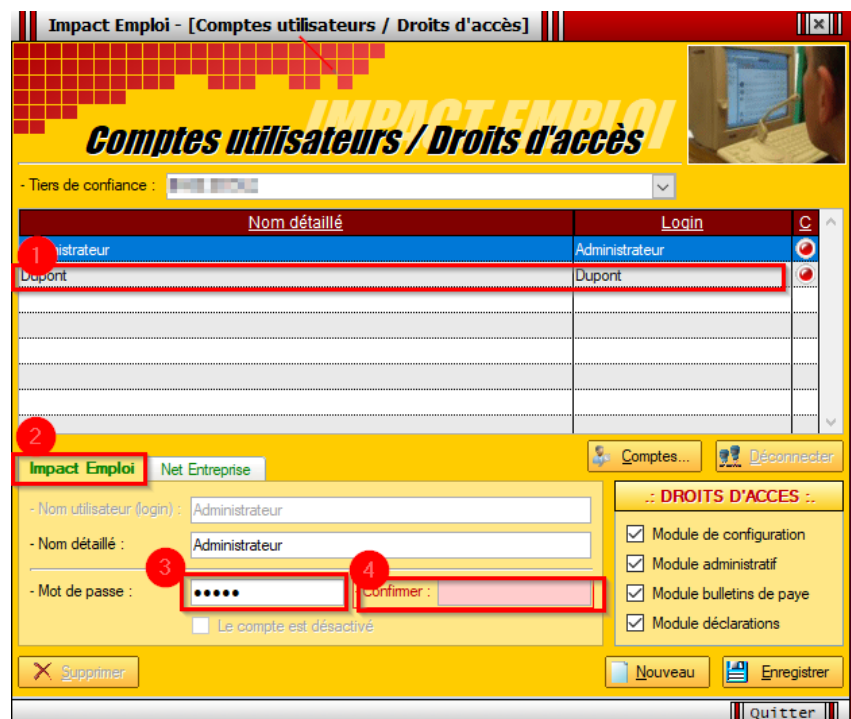 Impact Emploi - [Comptes utilisateurs / Droits d'accès]
IMPACT EMPLOI
Comptes utilisateurs / Droits d'accès
- Tiers de confiance :
Nom détaillé Login C
1
Administrateur
Dupont Dupont
2
Comptes... Déconnecter
Impact Emploi Net Entreprise
.: DROITS D'ACCES :.
- Nom utilisateur (login) : Administrateur
Module de configuration
- Nom détaillé : Administrateur
Module administratif
3 4
- Mot de passe : ••••• - Confirmer :
Module bulletins de paye
Le compte est désactivé
Module déclarations
Supprimer Nouveau Enregistrer
Quitter